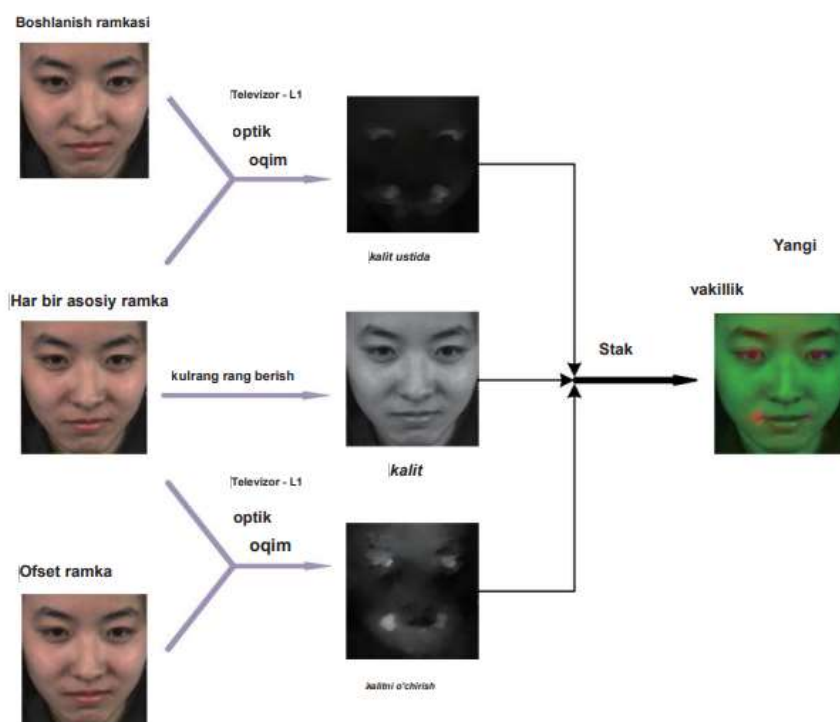 Boshlanish ramkasi
Televizor - L1
optik
oqim
kalit ustida
Yangi
vakillik
Har bir asosiy ramka
kulrang rang berish
Stak
kalit
Televizor - L1
optik
oqim
Ofset ramka
kalitni o'chirish